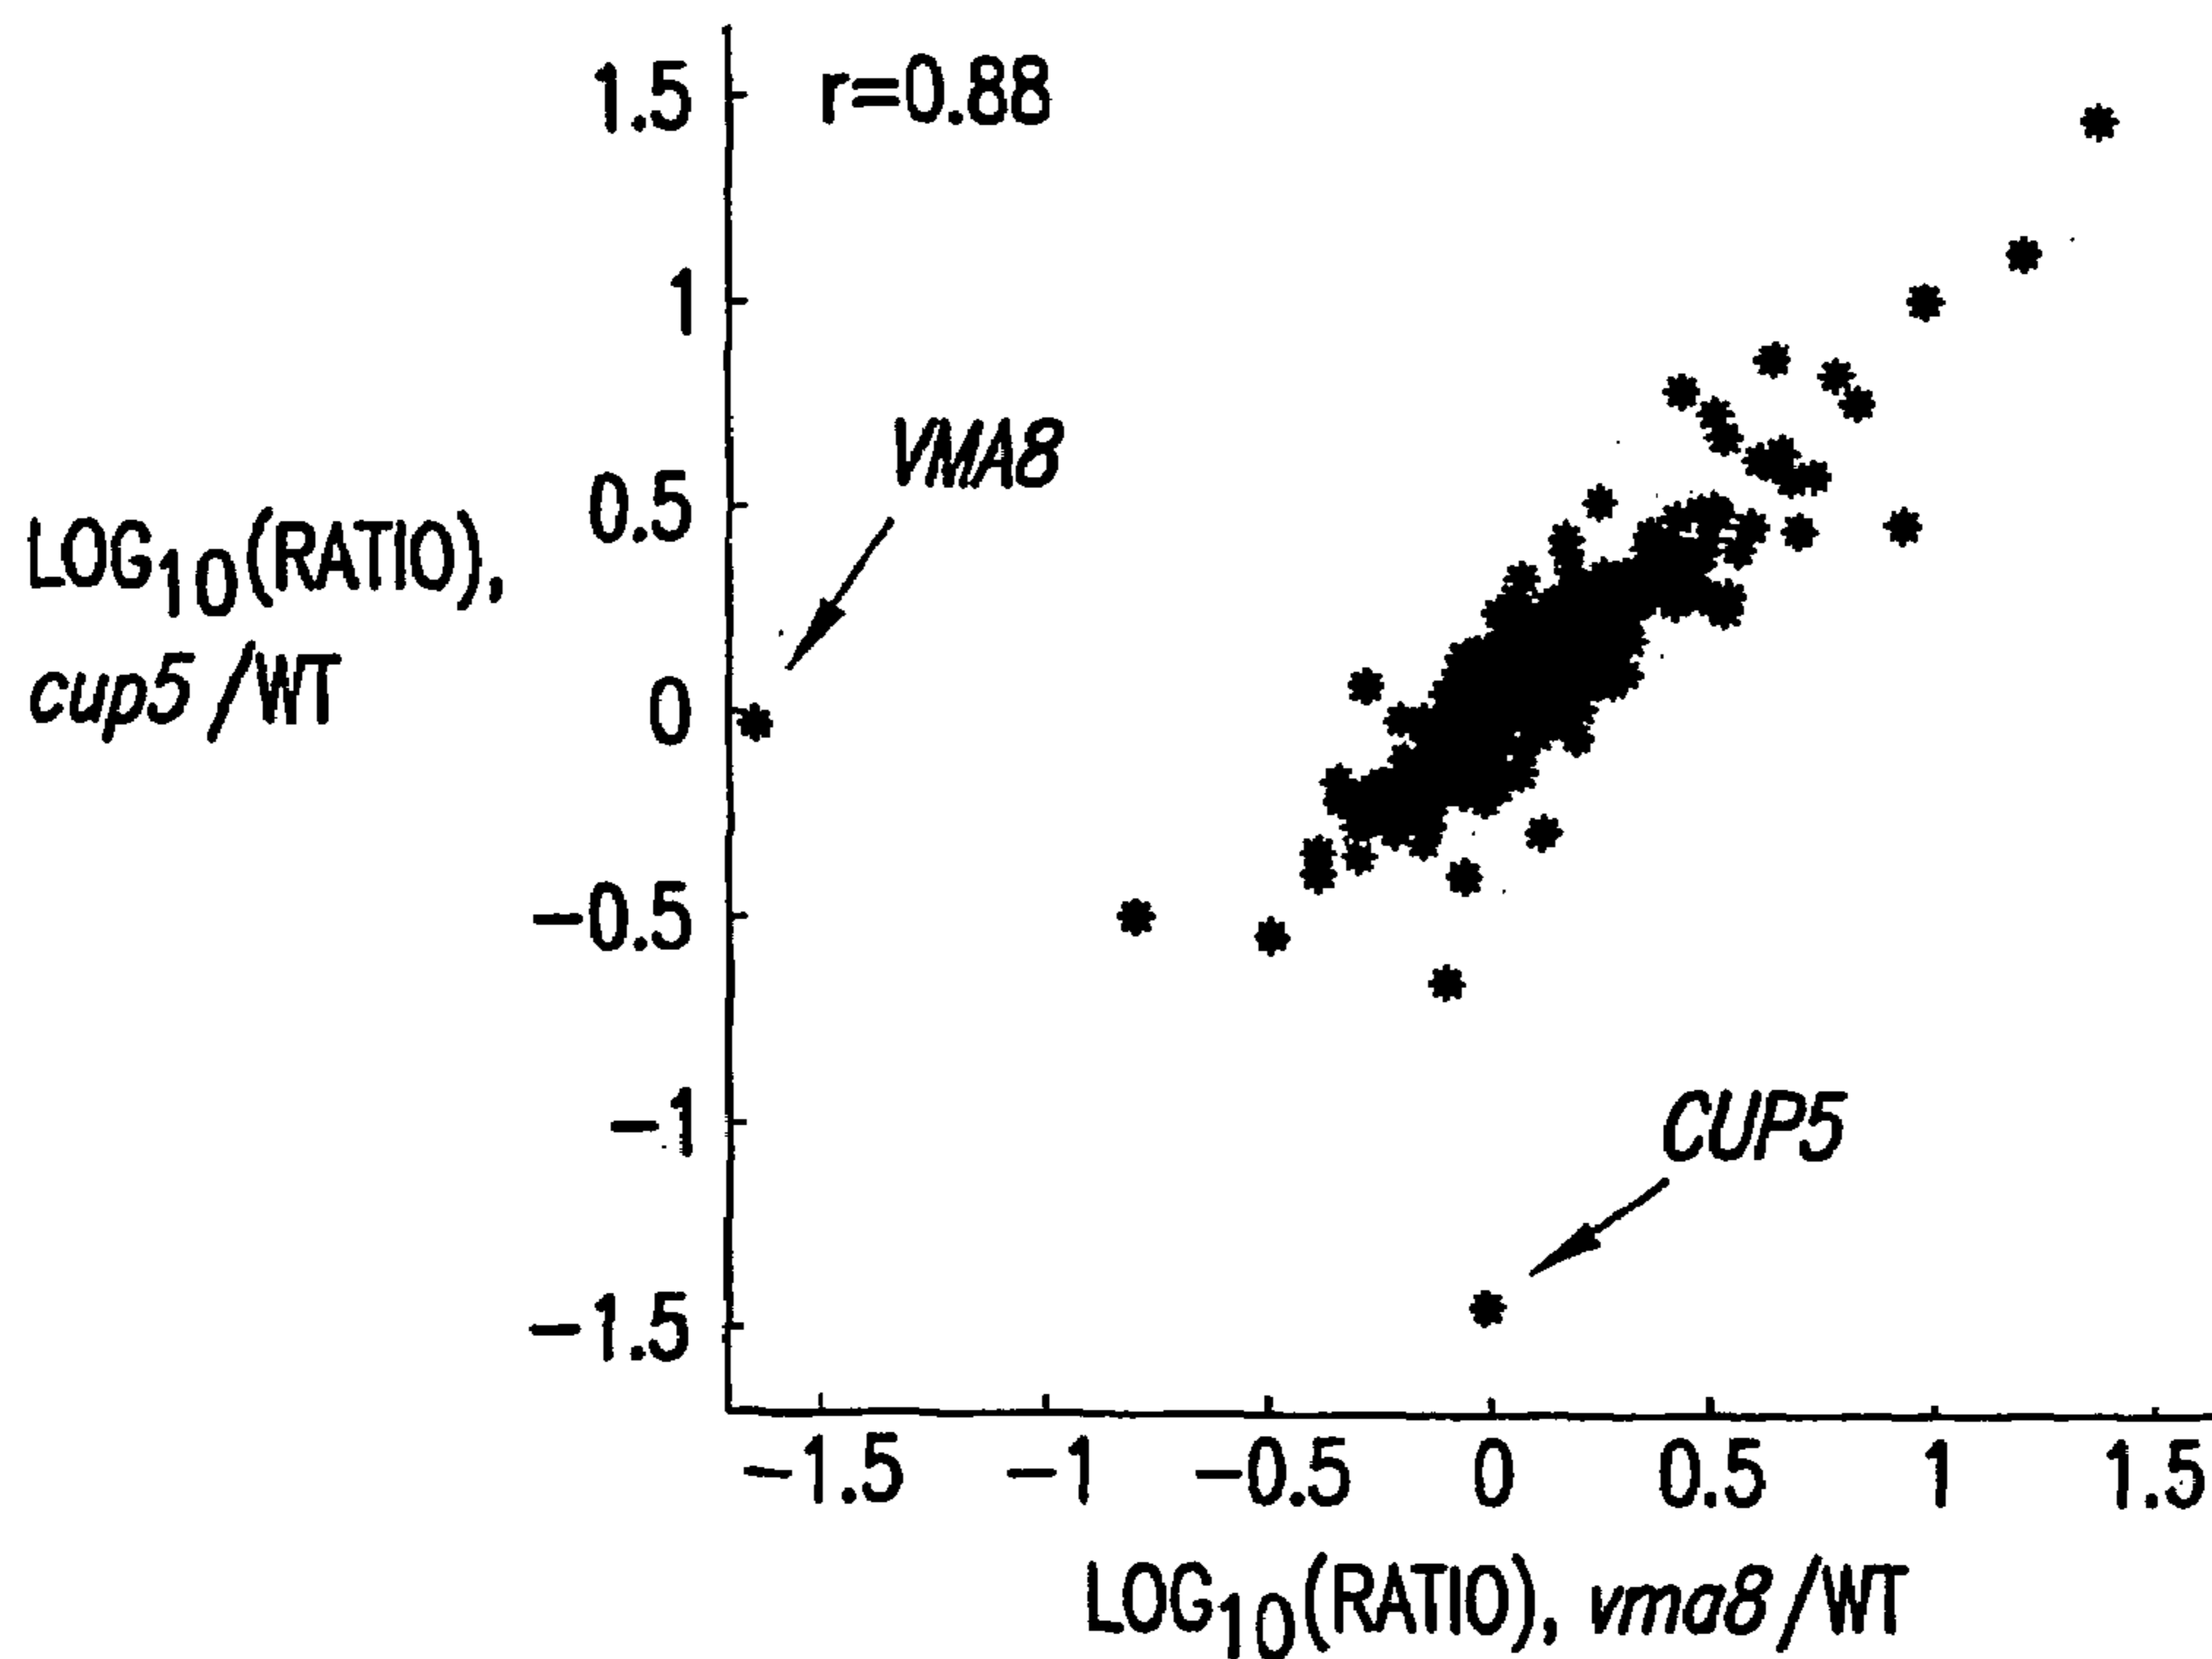 1.5
r=0.88
1
VMA8
0.5
LOG10(RATIO),
cup5/WT
0
−0.5
−1
CUP5
−1.5
−1.5 −1 −0.5 0 0.5 1 1.5
LOG10(RATIO), vma8/WT